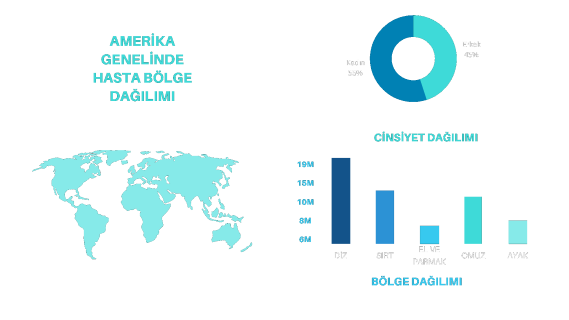 AMERİKA
GENELİNDE
HASTA BÖLGE
DAĞILIMI
Erkek
45%
Kadın
55%
CİNSİYET DAĞILIMI
19M
15M
10M
8M
6M
DİZ
SIRT
EL VE
PARMAK
OMUZ
AYAK
BÖLGE DAĞILIMI